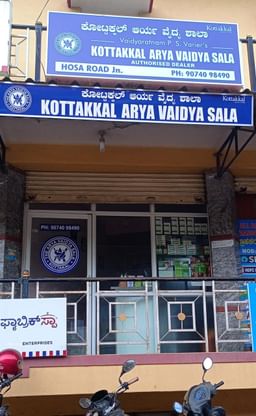 ಕೋಟ್ಟಕ್ಕಲ್ ಆರ್ಯ ವೈದ್ಯ ಶಾಲಾ
Kottakkal
Vaidyaratnam P. S. Varier's
KOTTAKKAL ARYA VAIDYA SALA
AUTHORISED DEALER
HOSA ROAD Jn.
PH: 90740 98490
ಕೋಟ್ಟಕ್ಕಲ್ ಆರ್ಯ ವೈದ್ಯ ಶಾಲಾ
Kottakkal
KOTTAKKAL ARYA VAIDYA SALA
PH: 90740 98490
ಫ್ಯಾಬ್ರಿಕ್‌ಸ್ಪಾ
ENTERPRISES